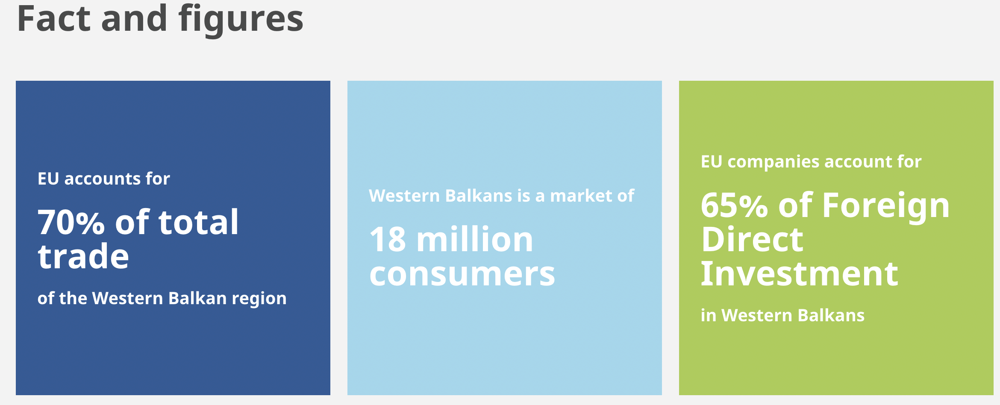 Fact and figures
EU accounts for
70% of total
trade
of the Western Balkan region
Western Balkans is a market of
18 million
consumers
EU companies account for
65% of Foreign
Direct
Investment
in Western Balkans